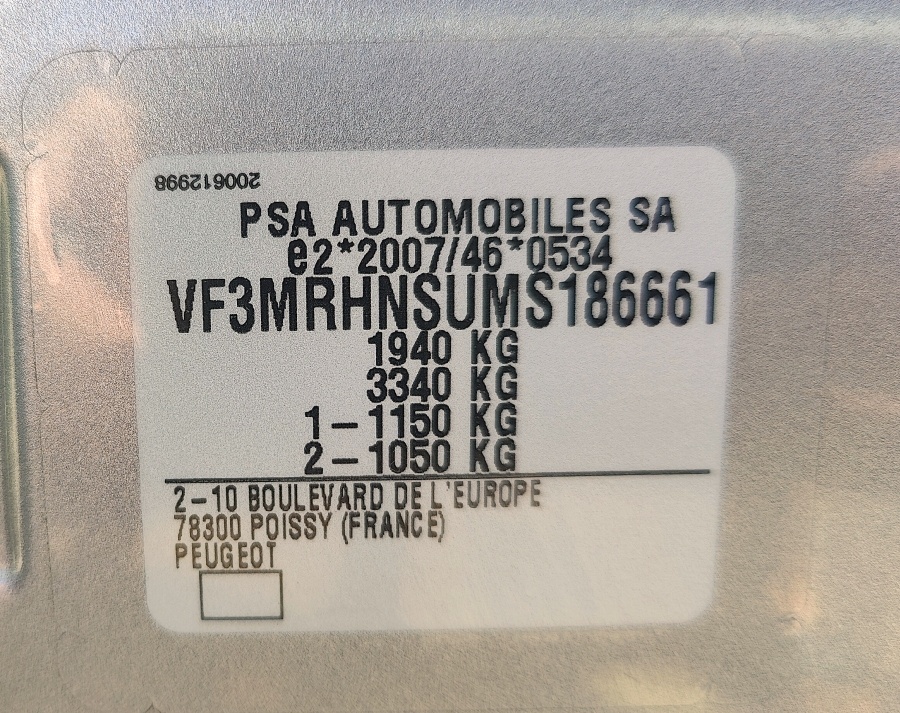 200612998
PSA AUTOMOBILES SA
e2*2007/46*0534
VF3MRHNSUMS186661
1940 KG
3340 KG
1-1150 KG
2-1050 KG
2-10 BOULEVARD DE L'EUROPE
78300 POISSY (FRANCE)
PEUGEOT